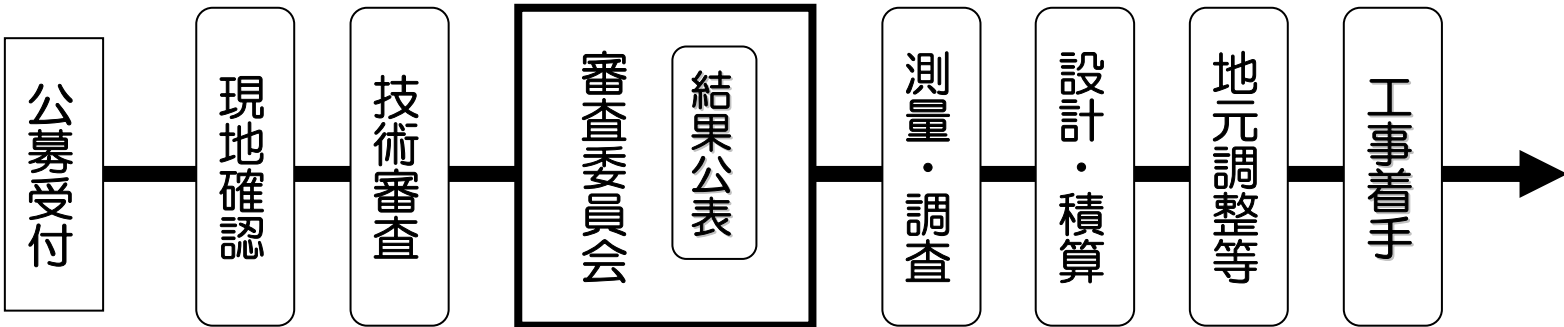 公募受付
現地確認
技術審査
審査委員会
結果公表
測量・調査
設計・積算
地元調整等
工事着手